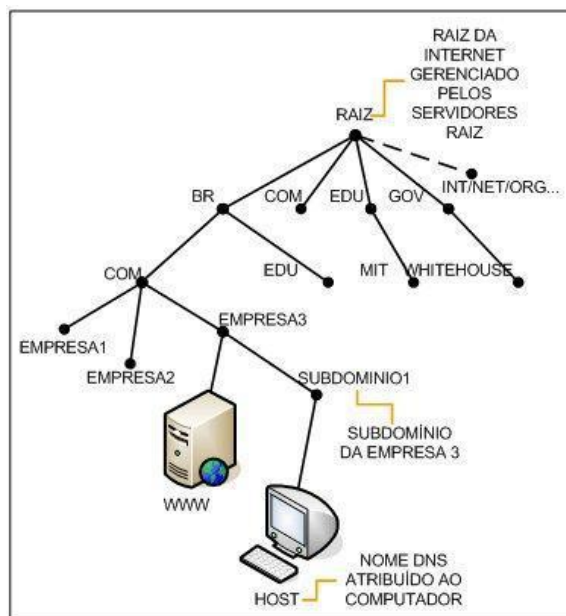 RAIZ DA
INTERNET
GERENCIADO
PELOS
SERVIDORES
RAIZ
RAIZ
INT/NET/ORG...
BR
COM
EDU
GOV
COM
EDU
MIT
WHITEHOUSE
EMPRESA1
EMPRESA2
EMPRESA3
SUBDOMINIO1
SUBDOMÍNIO
DA EMPRESA 3
WWW
NOME DNS
ATRIBUÍDO AO
COMPUTADOR
HOST